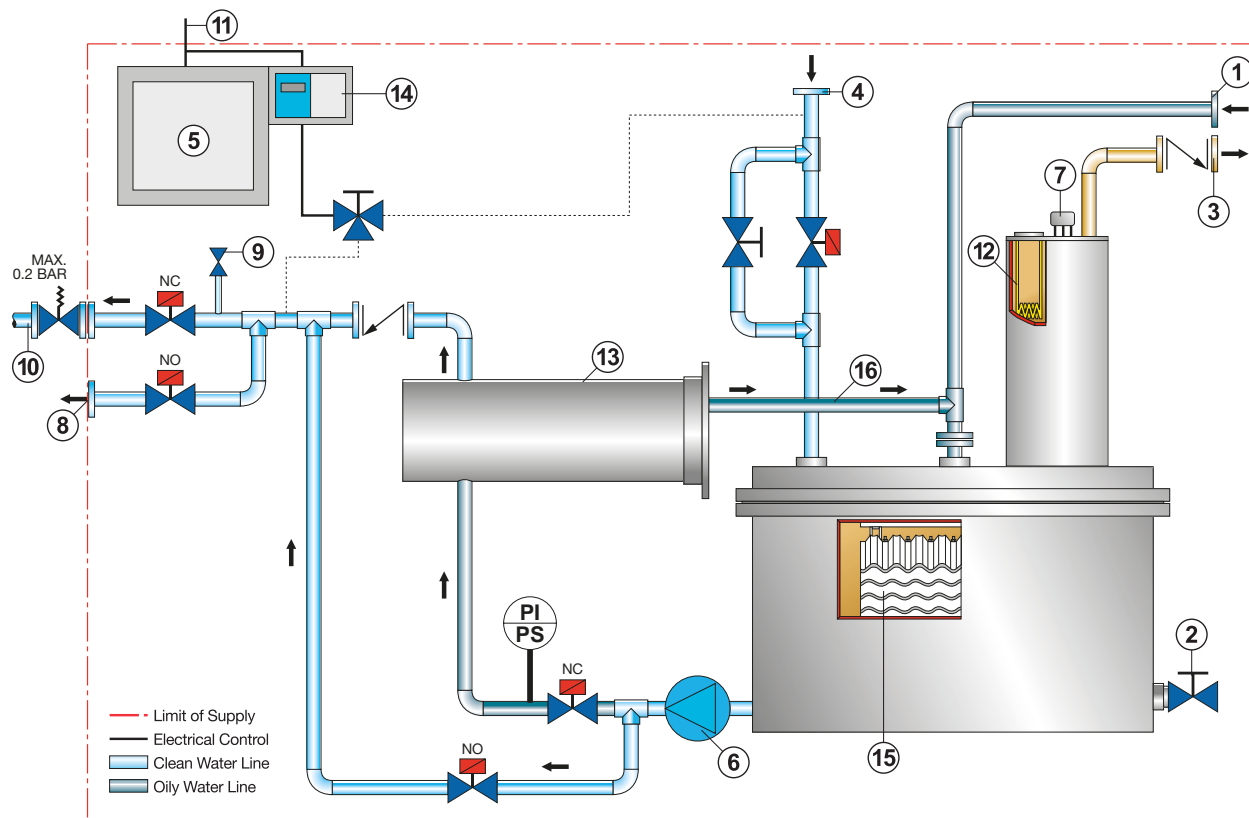 11
1
14
4
5
7
3
9
12
MAX.
0.2 BAR
NC
10
13
NO
16
8
PI
PS
2
NC
Limit of Supply
Electrical Control
6
15
NO
Clean Water Line
Oily Water Line